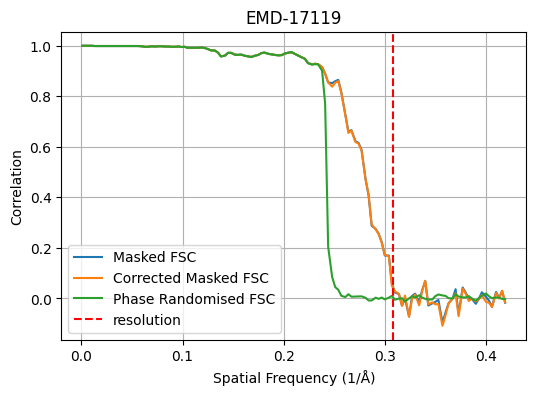 EMD-17119
Correlation
1.0
0.8
0.6
0.4
0.2
0.0
Masked FSC
Corrected Masked FSC
Phase Randomised FSC
resolution
0.0 0.1 0.2 0.3 0.4
Spatial Frequency (1/Å)